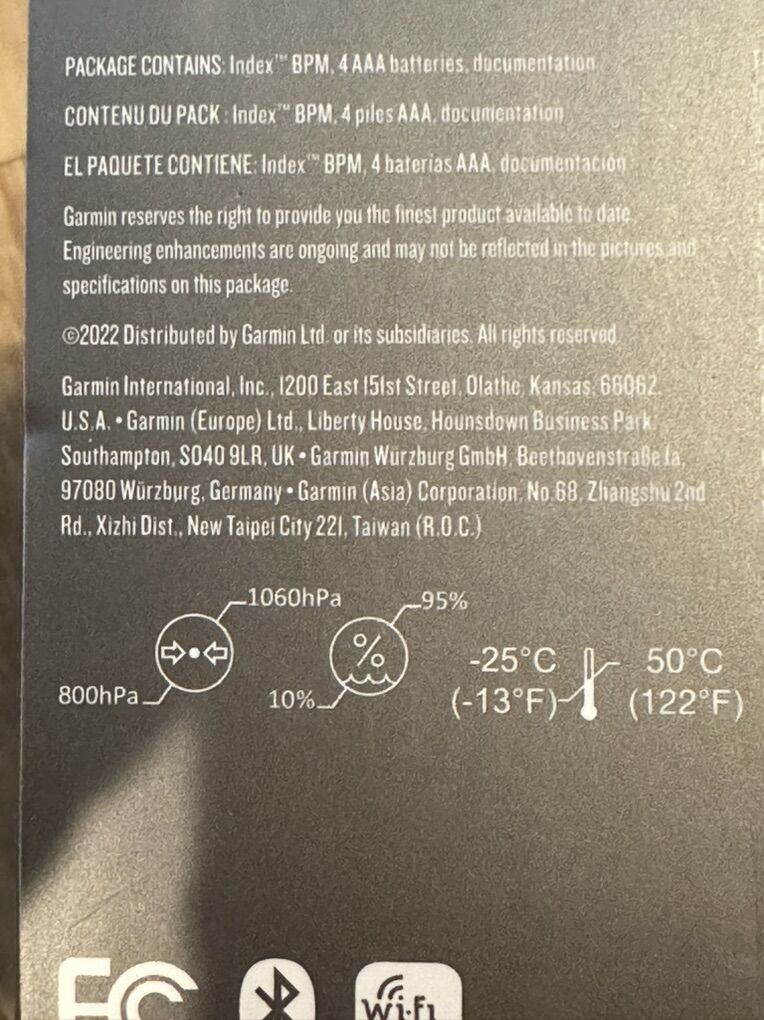 PACKAGE CONTAINS: Index™ BPM, 4 AAA batteries, documentation
CONTENU DU PACK : Index™ BPM, 4 piles AAA, documentation
EL PAQUETE CONTIENE: Index™ BPM, 4 baterías AAA, documentación
Garmin reserves the right to provide you the finest product available to date.
Engineering enhancements are ongoing and may not be reflected in the pictures and
specifications on this package.
©2022 Distributed by Garmin Ltd. or its subsidiaries. All rights reserved.
Garmin International, Inc., 1200 East 151st Street, Olathe, Kansas, 66062,
U.S.A. • Garmin (Europe) Ltd., Liberty House, Hounsdown Business Park,
Southampton, SO40 9LR, UK • Garmin Würzburg GmbH, Beethovenstraße 1a,
97080 Würzburg, Germany • Garmin (Asia) Corporation, No.68, Zhangshu 2nd
Rd., Xizhi Dist., New Taipei City 221, Taiwan (R.O.C.)
1060hPa
800hPa
95%
%
10%
-25°C
(-13°F)
50°C
(122°F)
FC
Wi-Fi